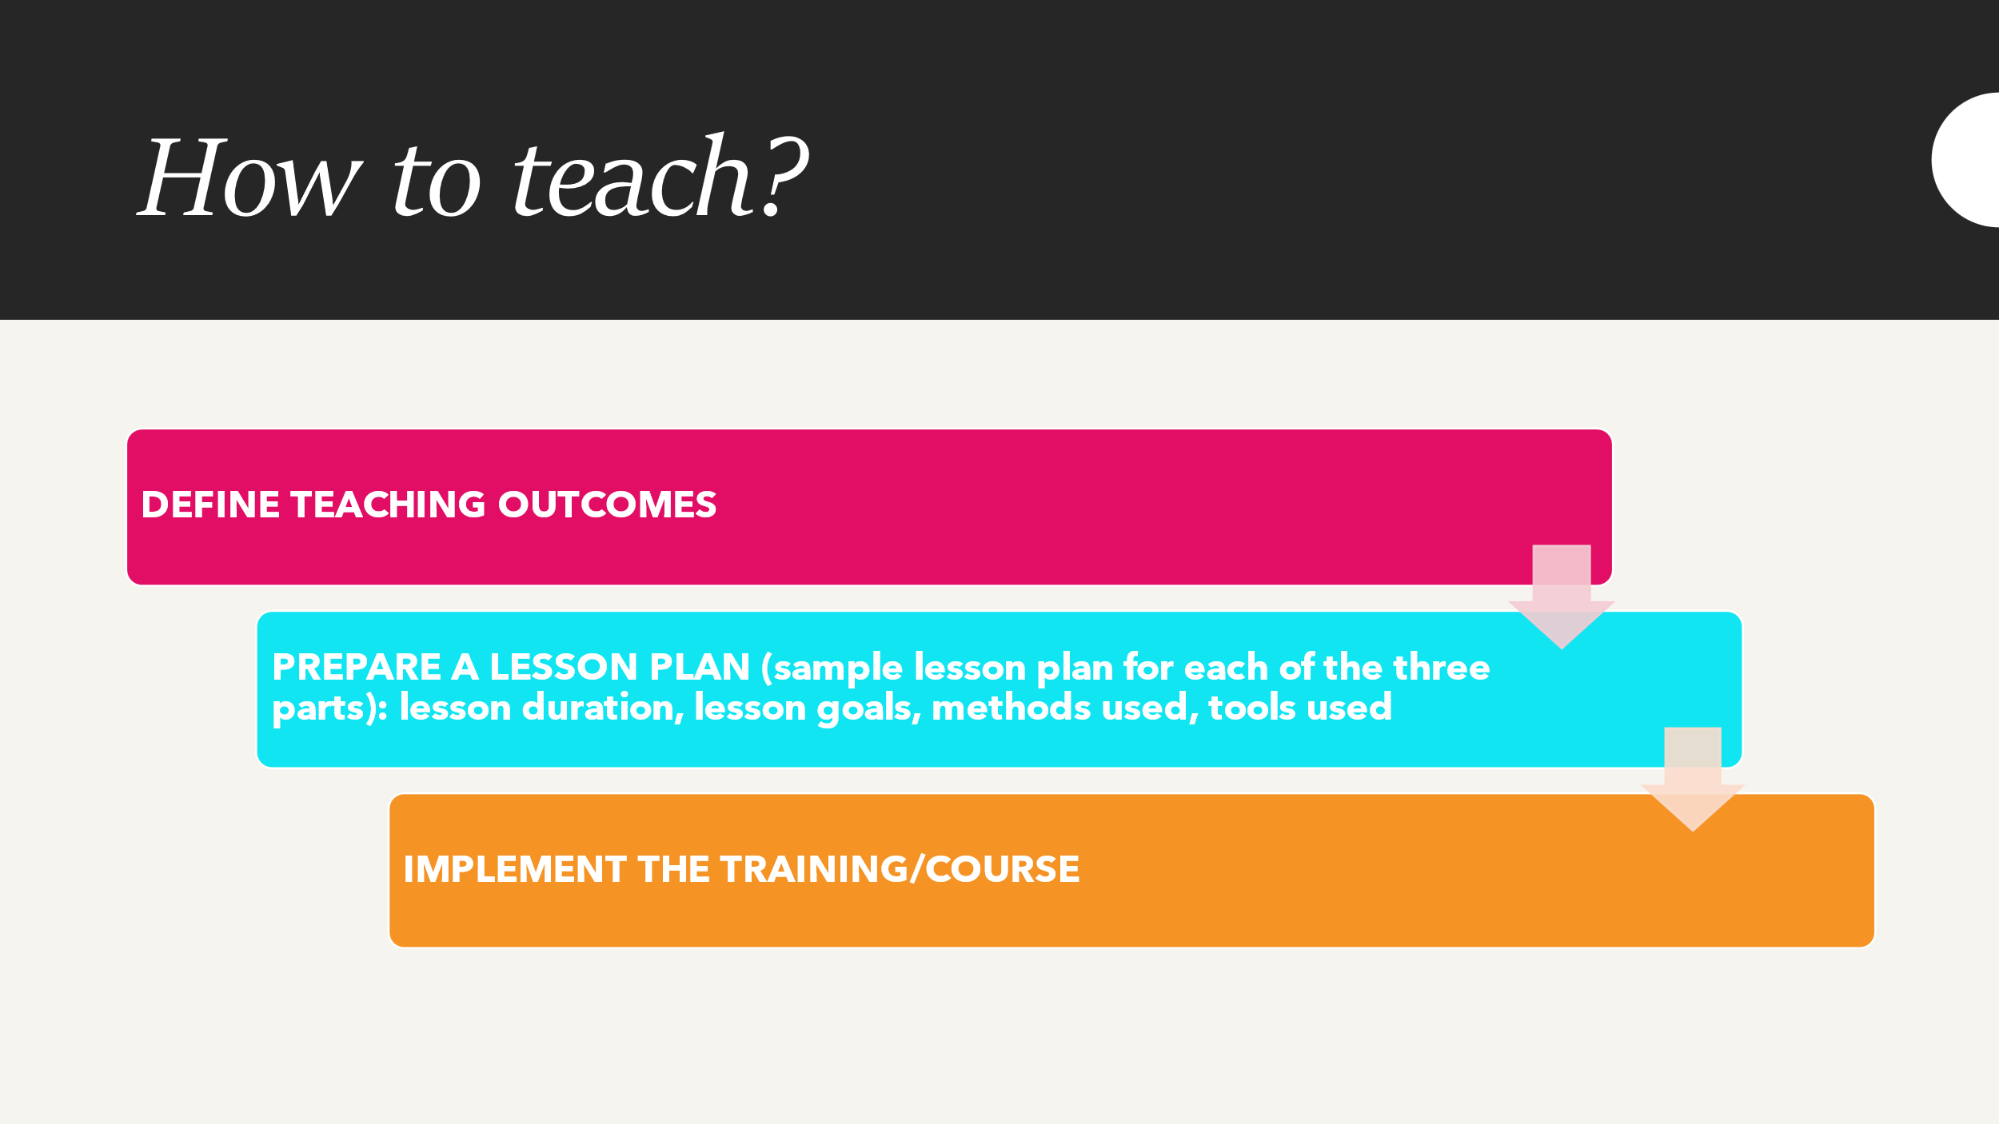 How to teach?
DEFINE TEACHING OUTCOMES
PREPARE A LESSON PLAN (sample lesson plan for each of the three
parts): lesson duration, lesson goals, methods used, tools used
IMPLEMENT THE TRAINING/COURSE